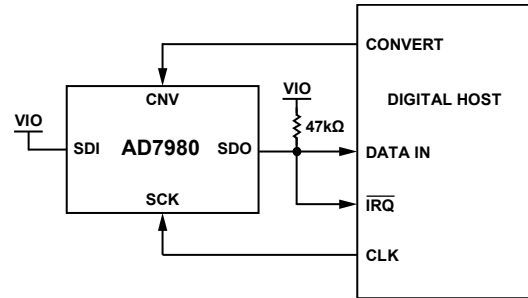 CONVERT
VIO
CNV
DIGITAL HOST
VIO
47kΩ
SDI
AD7980
SDO
DATA IN
SCK
IRQ
CLK